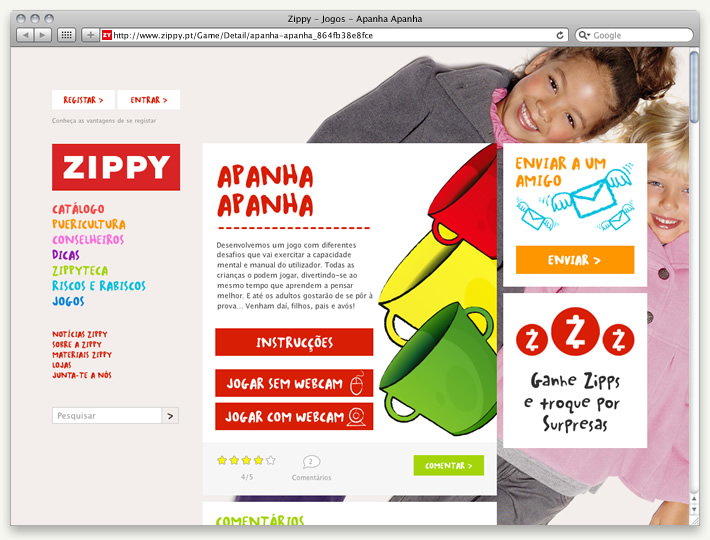 Zippy – Jogos – Apanha Apanha
ZY http://www.zippy.pt/Game/Detail/apanha-apanha_864fb38e8fce
Google
REGISTAR >
ENTRAR >
Conheça as vantagens de se registar
ZIPPY
CATÁLOGO
PUERICULTURA
CONSELHEIROS
DICAS
ZIPPYTECA
RISCOS E RABISCOS
JOGOS
NOTÍCIAS ZIPPY
SOBRE A ZIPPY
MATERIAIS ZIPPY
LOJAS
JUNTA-TE A NÓS
Pesquisar >
APANHA
APANHA
Desenvolvemos um jogo com diferentes
desafios que vai exercitar a capacidade
mental e manual do utilizador. Todas as
crianças o podem jogar, divertindo-se ao
mesmo tempo que aprendem a pensar
melhor. E até os adultos gostarão de se pôr à
prova... Venham daí, filhos, pais e avós!
INSTRUCÇÕES
JOGAR SEM WEBCAM
JOGAR COM WEBCAM
4/5
2
Comentários
COMENTAR >
COMENTÁRIOS
ENVIAR A UM
AMIGO
ENVIAR >
Z Z Z
Ganhe Zipps
e troque por
Surpresas